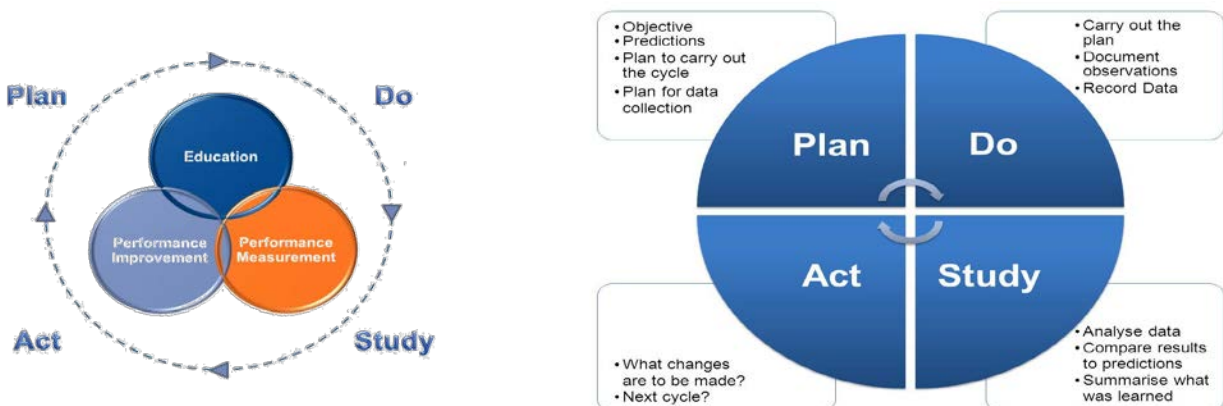 Plan
Do
Education
Performance
Improvement
Performance
Measurement
Act
Study
• Objective
• Predictions
• Plan to carry out
the cycle
• Plan for data
collection
• Carry out the
plan
• Document
observations
• Record Data
Plan
Do
Act
Study
• What changes
are to be made?
• Next cycle?
• Analyse data
• Compare results
to predictions
• Summarise what
was learned